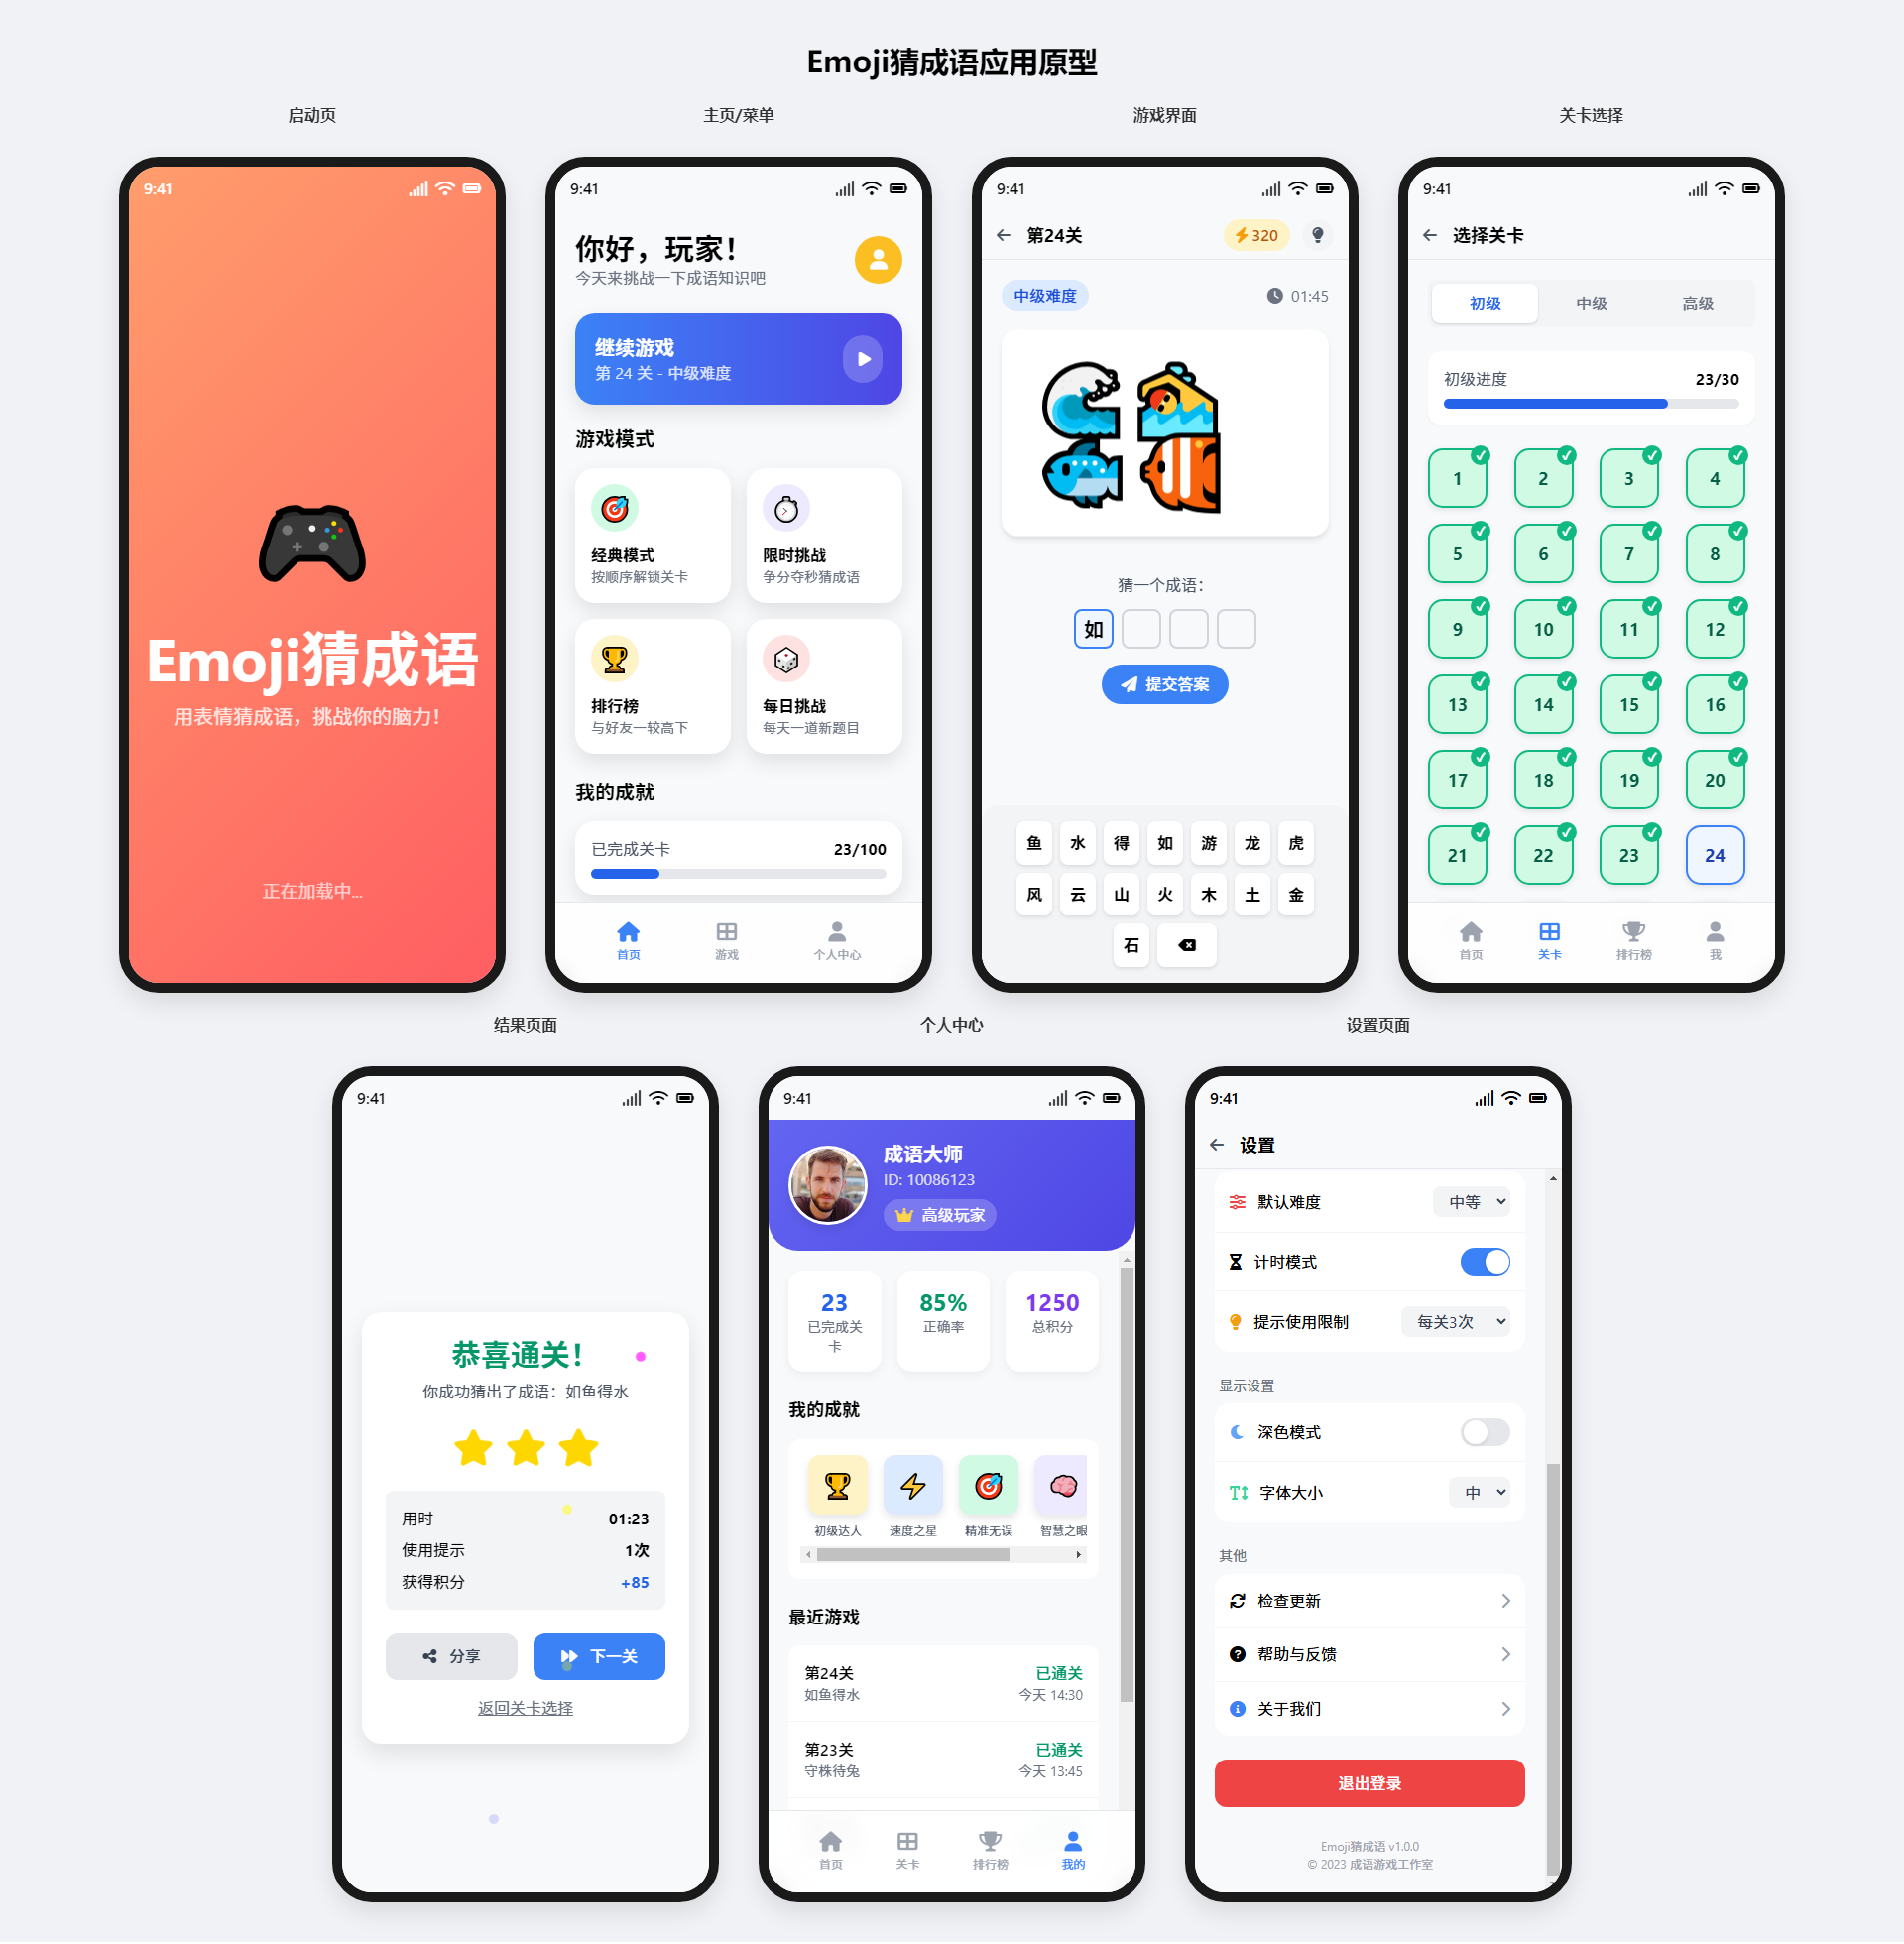 Emoji猜成语应用原型
启动页
9:41
Emoji猜成语
用表情猜成语，挑战你的脑力！
正在加载中...
主页/菜单
9:41
你好，玩家！
今天来挑战一下成语知识吧
继续游戏
第 24 关 - 中级难度
游戏模式
经典模式
按顺序解锁关卡
限时挑战
争分夺秒猜成语
排行榜
与好友一较高下
每日挑战
每天一道新题目
我的成就
已完成关卡 23/100
首页 游戏 个人中心
游戏界面
9:41
第24关 320
中级难度 01:45
猜一个成语：
如
提交答案
鱼 水 得 如 游 龙 虎
风 云 山 火 木 土 金
石
关卡选择
9:41
选择关卡
初级 中级 高级
初级进度 23/30
1 2 3 4
5 6 7 8
9 10 11 12
13 14 15 16
17 18 19 20
21 22 23 24
首页 关卡 排行榜 我
结果页面
9:41
恭喜通关！
你成功猜出了成语：如鱼得水
用时 01:23
使用提示 1次
获得积分 +85
分享 下一关
返回关卡选择
个人中心
9:41
成语大师
ID: 10086123
高级玩家
23
已完成关
卡
85%
正确率
1250
总积分
我的成就
初级达人 速度之星 精准无误 智慧之眼
最近游戏
第24关 已通关
如鱼得水 今天 14:30
第23关 已通关
守株待兔 今天 13:45
首页 关卡 排行榜 我的
设置页面
9:41
设置
默认难度 中等
计时模式
提示使用限制 每关3次
显示设置
深色模式
字体大小 中
其他
检查更新
帮助与反馈
关于我们
退出登录
Emoji猜成语 v1.0.0
© 2023 成语游戏工作室